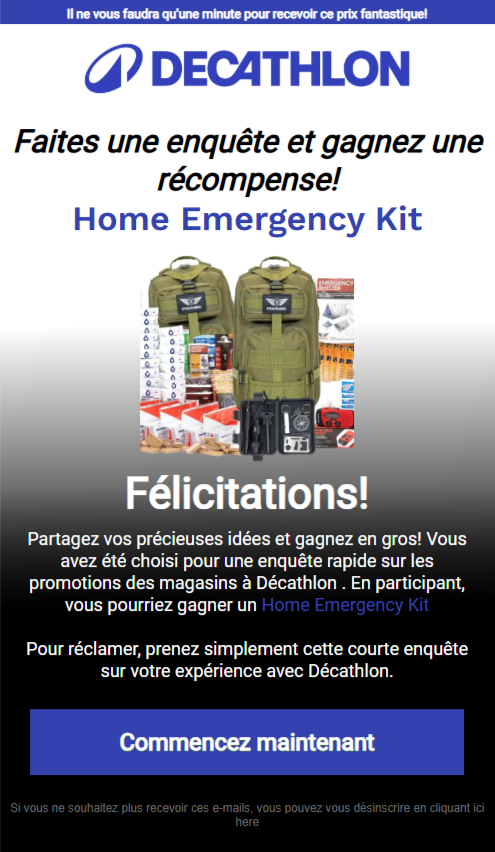 Il ne vous faudra qu'une minute pour recevoir ce prix fantastique!
DECATHLON
Faites une enquête et gagnez une
récompense!
Home Emergency Kit
EMERGENCY
SHELTER
Félicitations!
Partagez vos précieuses idées et gagnez en gros! Vous
avez été choisi pour une enquête rapide sur les
promotions des magasins à Décathlon . En participant,
vous pourriez gagner un Home Emergency Kit
Pour réclamer, prenez simplement cette courte enquête
sur votre expérience avec Décathlon.
Commencez maintenant
Si vous ne souhaitez plus recevoir ces e-mails, vous pouvez vous désinscrire en cliquant ici
here